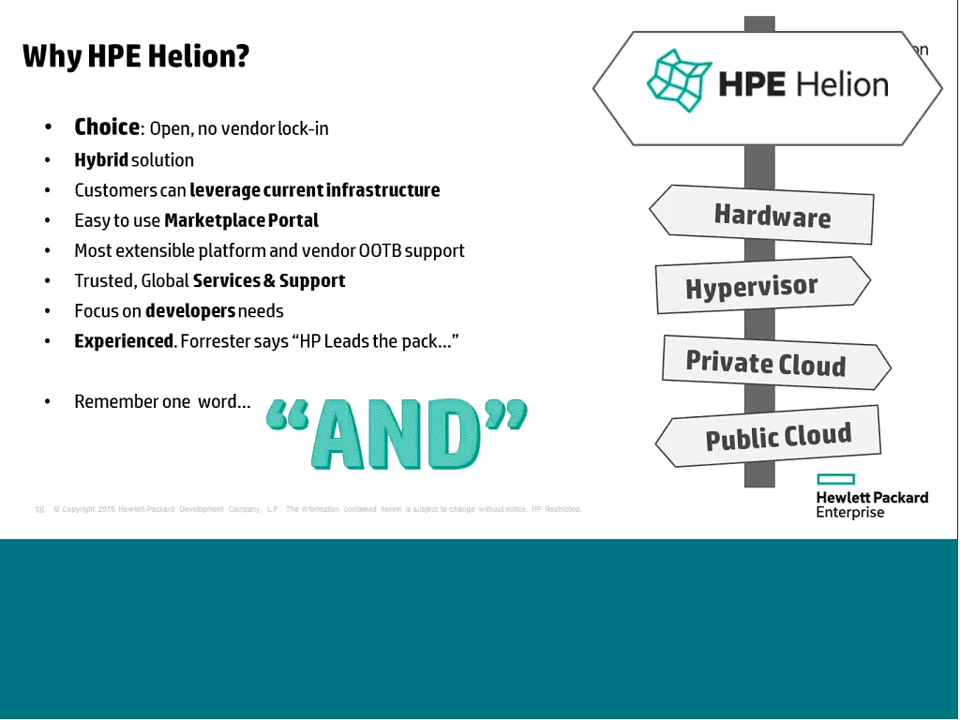 Why HPE Helion?
• Choice: Open, no vendor lock-in
• Hybrid solution
• Customers can leverage current infrastructure
• Easy to use Marketplace Portal
• Most extensible platform and vendor OOTB support
• Trusted, Global Services & Support
• Focus on developers needs
• Experienced. Forrester says “HP Leads the pack...”
• Remember one word...
“AND”
HPE Helion
Hardware
Hypervisor
Private Cloud
Public Cloud
Hewlett Packard
Enterprise
18 © Copyright 2015 Hewlett-Packard Development Company, L.P. The information contained herein is subject to change without notice. HP Restricted.